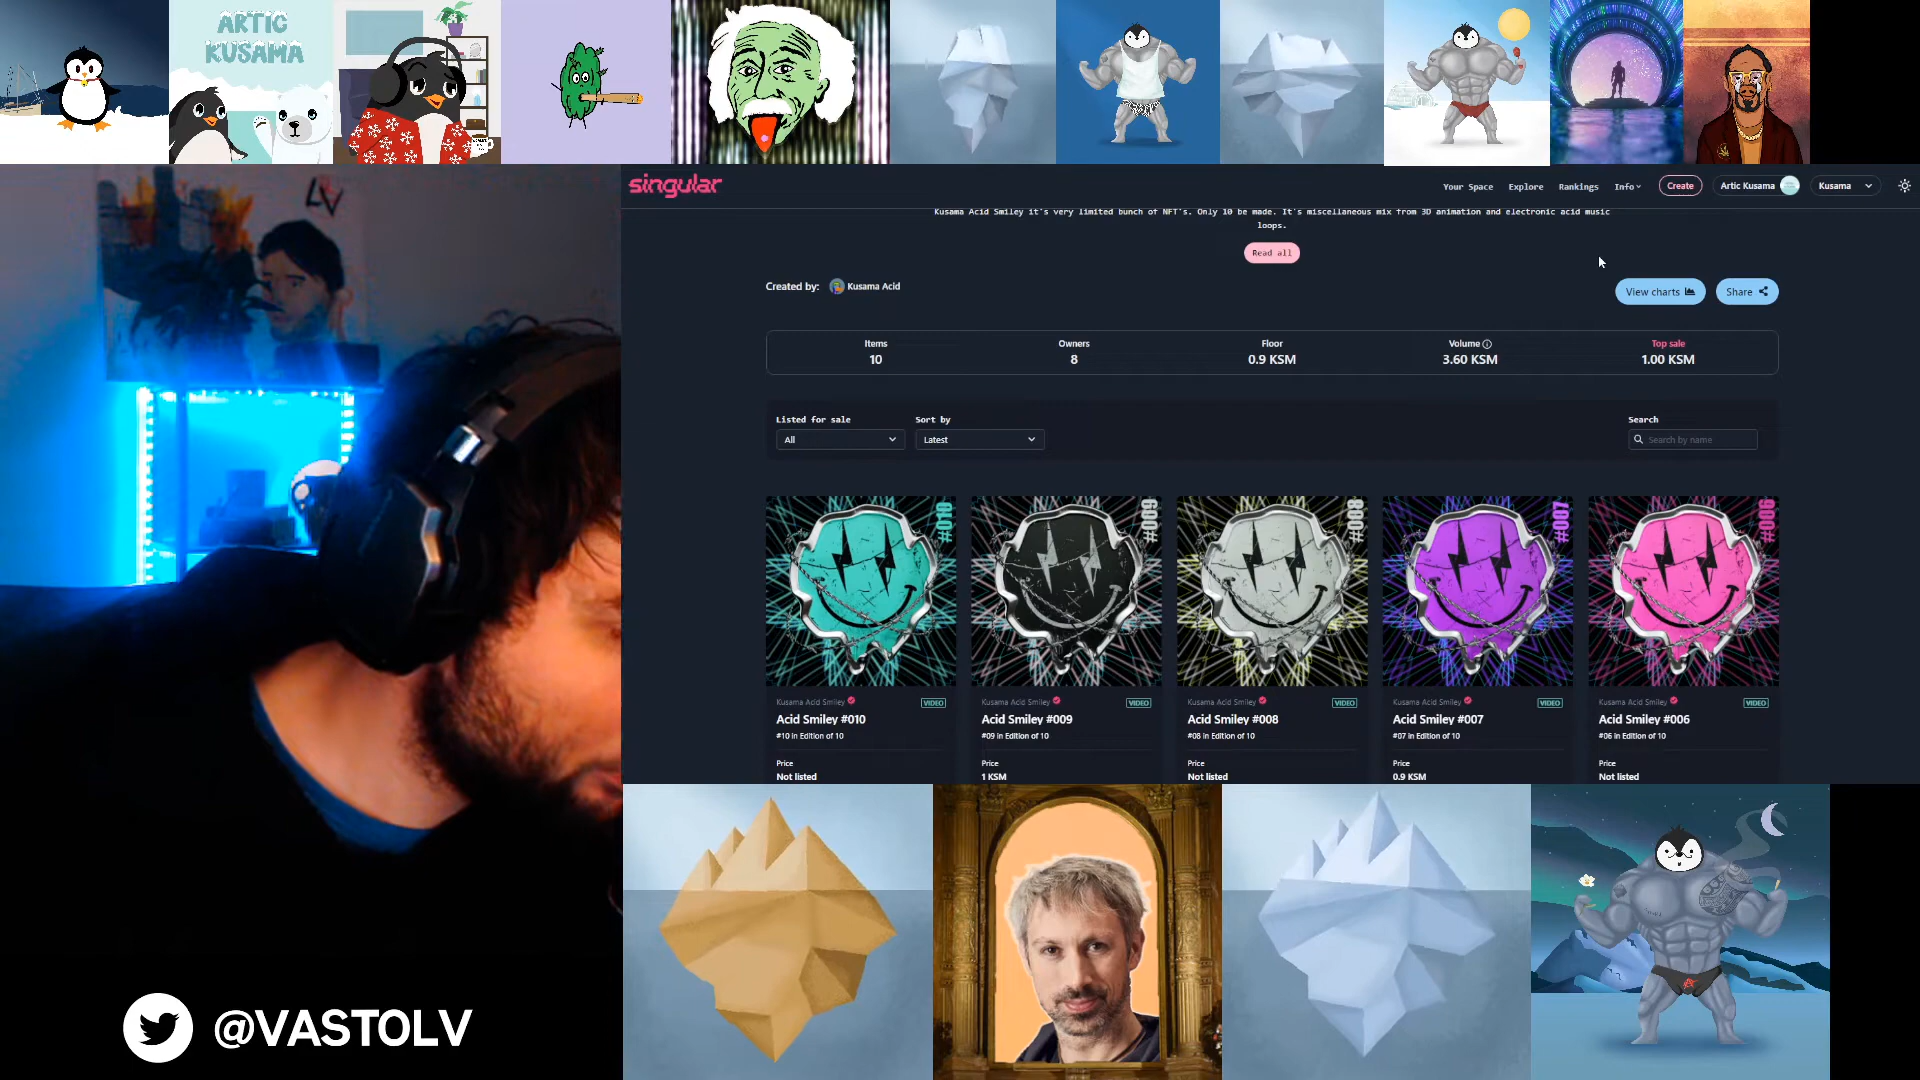 ARTIC
KUSAMA
LV
singular
Your Space
Explore
Rankings
Info
Create
Artic Kusama
Kusama
Kusama Acid Smiley it's very limited bunch of NFT's. Only 10 be made. It's miscellaneous mix from 3D animation and electronic acid music
loops.
Read all
Created by:
Kusama Acid
View charts
Share
Items
Owners
Floor
Volume
Top sale
10
8
0.9 KSM
3.60 KSM
1.00 KSM
Listed for sale
Sort by
Search
All
Latest
Search by name
#010
#009
#008
#007
#006
Kusama Acid Smiley
VIDEO
Kusama Acid Smiley
VIDEO
Kusama Acid Smiley
VIDEO
Kusama Acid Smiley
VIDEO
Kusama Acid Smiley
VIDEO
Acid Smiley #010
Acid Smiley #009
Acid Smiley #008
Acid Smiley #007
Acid Smiley #006
#10 in Edition of 10
#09 in Edition of 10
#08 in Edition of 10
#07 in Edition of 10
#06 in Edition of 10
Price
Price
Price
Price
Price
Not listed
1 KSM
Not listed
0.9 KSM
Not listed
@VASTOLV